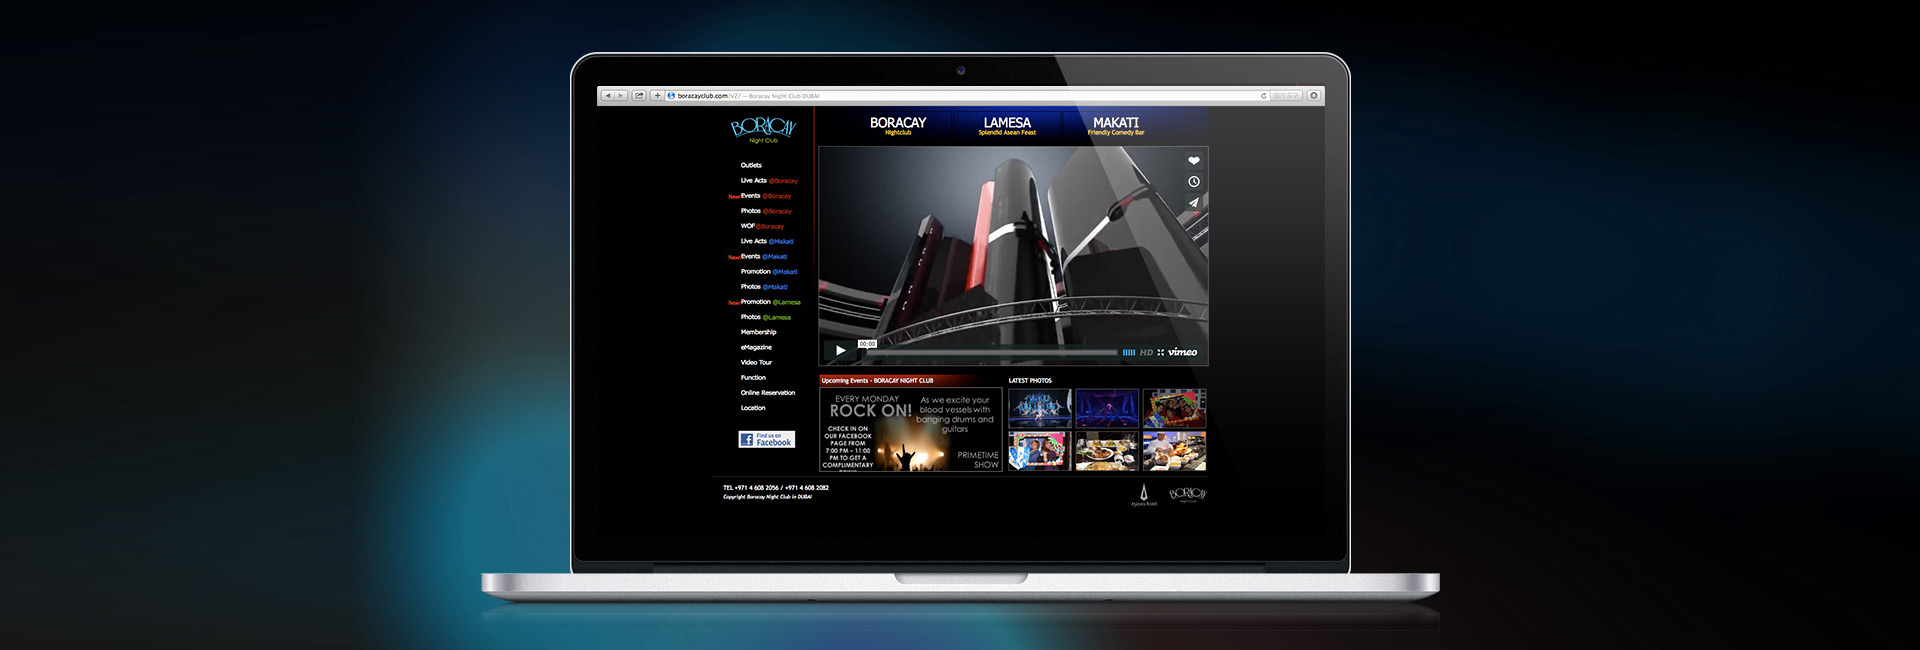 boracayclub.com/v2/ — Boracay Night Club DUBAI
BORACAY
Night Club
BORACAY
Nightclub
LAMESA
Splendid Asean Feast
MAKATI
Friendly Comedy Bar
Outlets
Live Acts @Boracay
New! Events @Boracay
Photos @Boracay
WOF @Boracay
Live Acts @Makati
New! Events @Makati
Promotion @Makati
Photos @Makati
New! Promotion @Lamesa
Photos @Lamesa
Membership
eMagazine
Video Tour
Function
Online Reservation
Location
Find us on
Facebook
00:00
HD vimeo
Upcoming Events - BORACAY NIGHT CLUB
EVERY MONDAY
ROCK ON!
CHECK IN ON
OUR FACEBOOK
PAGE FROM
7:00 PM – 11:00
PM TO GET A
COMPLIMENTARY
As we excite your
blood vessels with
banging drums and
guitars
PRIMETIME
SHOW
LATEST PHOTOS
TEL +971 4 608 2056 / +971 4 608 2082
Copyright Boracay Night Club in DUBAI
BORACAY
Night Club